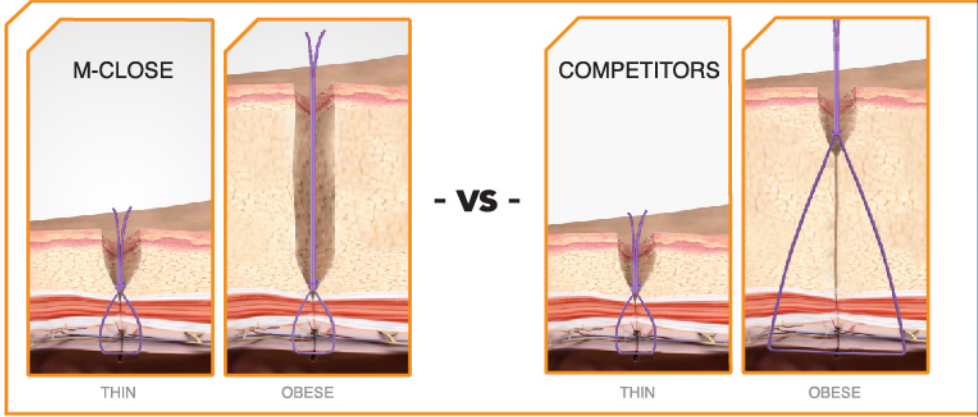 M-CLOSE
- VS -
COMPETITORS
THIN
OBESE
THIN
OBESE